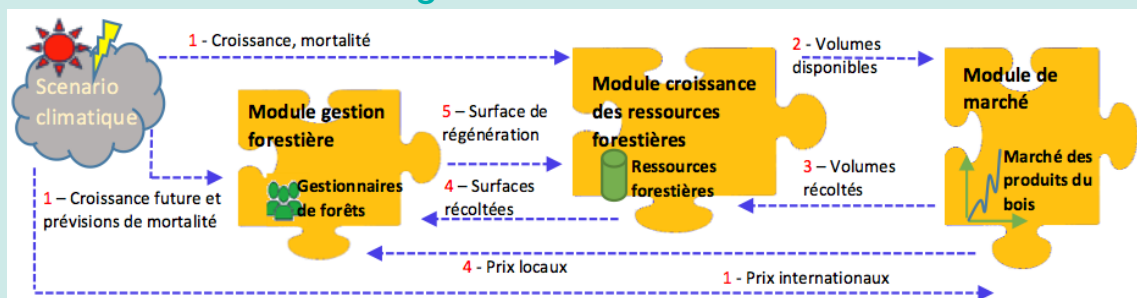 1 - Croissance, mortalité
2 - Volumes
disponibles
Scenario
climatique
Module gestion
forestière
Gestionnaires
de forêts
5 – Surface de
régénération
4 – Surfaces
récoltées
Module croissance
des ressources
forestières
Ressources
forestières
3 – Volumes
récoltés
Module de
marché
Marché des
produits du
bois
1 – Croissance future et
prévisions de mortalité
4 - Prix locaux
1 - Prix internationaux